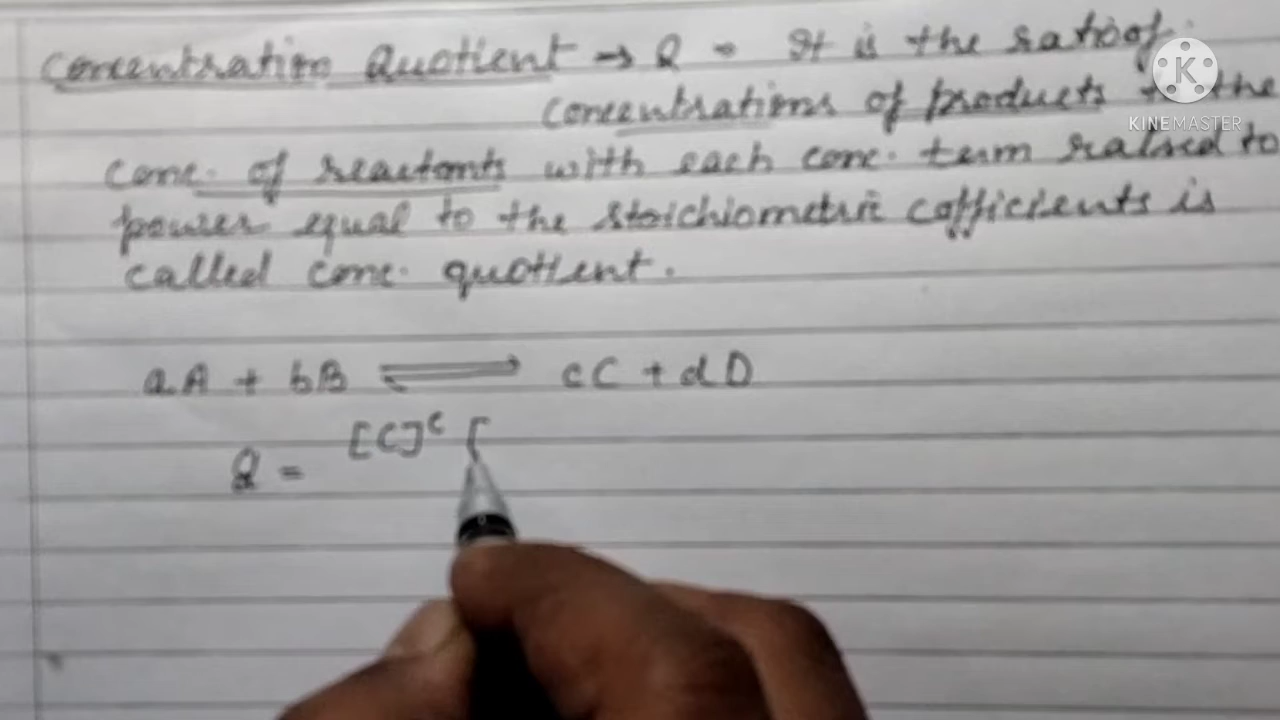 Concentration Quotient → Q - It is the ratio of
concentrations of products to the
conc. of reactants with each conc. term raised to
power equal to the stoichiometric cofficients is
called conc. quotient.
aA + bB ⇌ cC + dD
Q = [C]ᶜ [
K
KINEMASTER